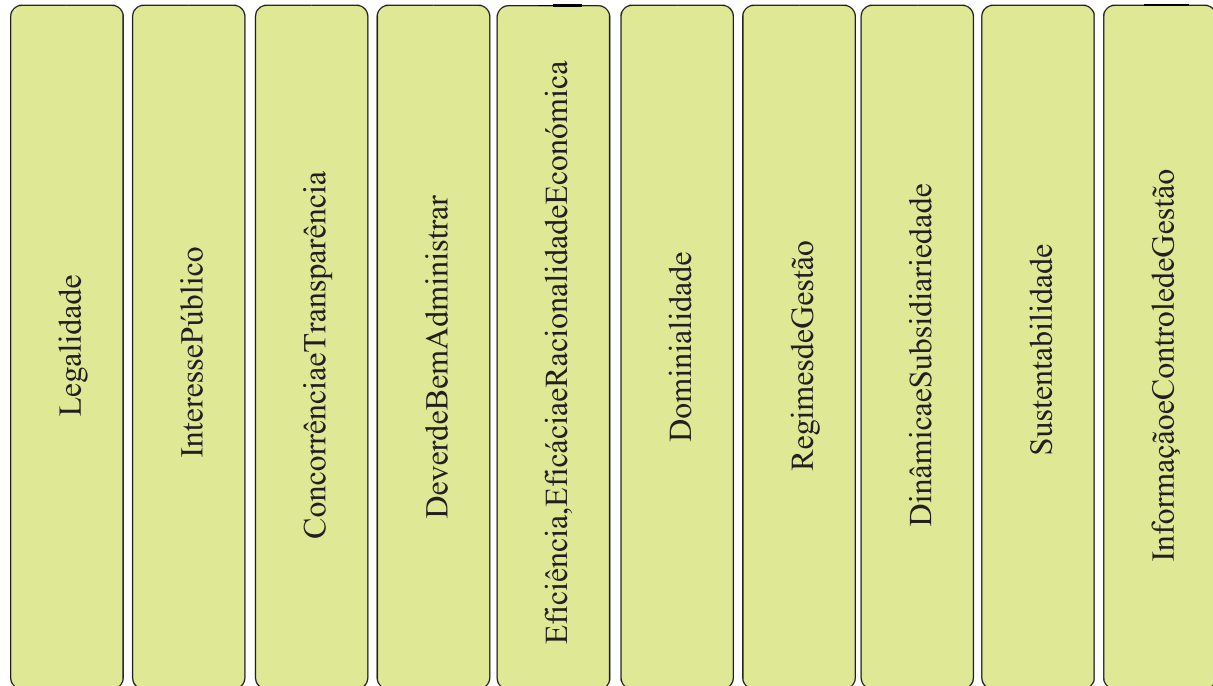 Legalidade
InteressePúblico
ConcorrênciaeTransparência
DeverdeBemAdministrar
Eficiência,EficáciaeRacionalidadeEconómica
Dominialidade
RegimesdeGestão
DinâmicaeSubsidiariedade
Sustentabilidade
InformaçãoeControledeGestão